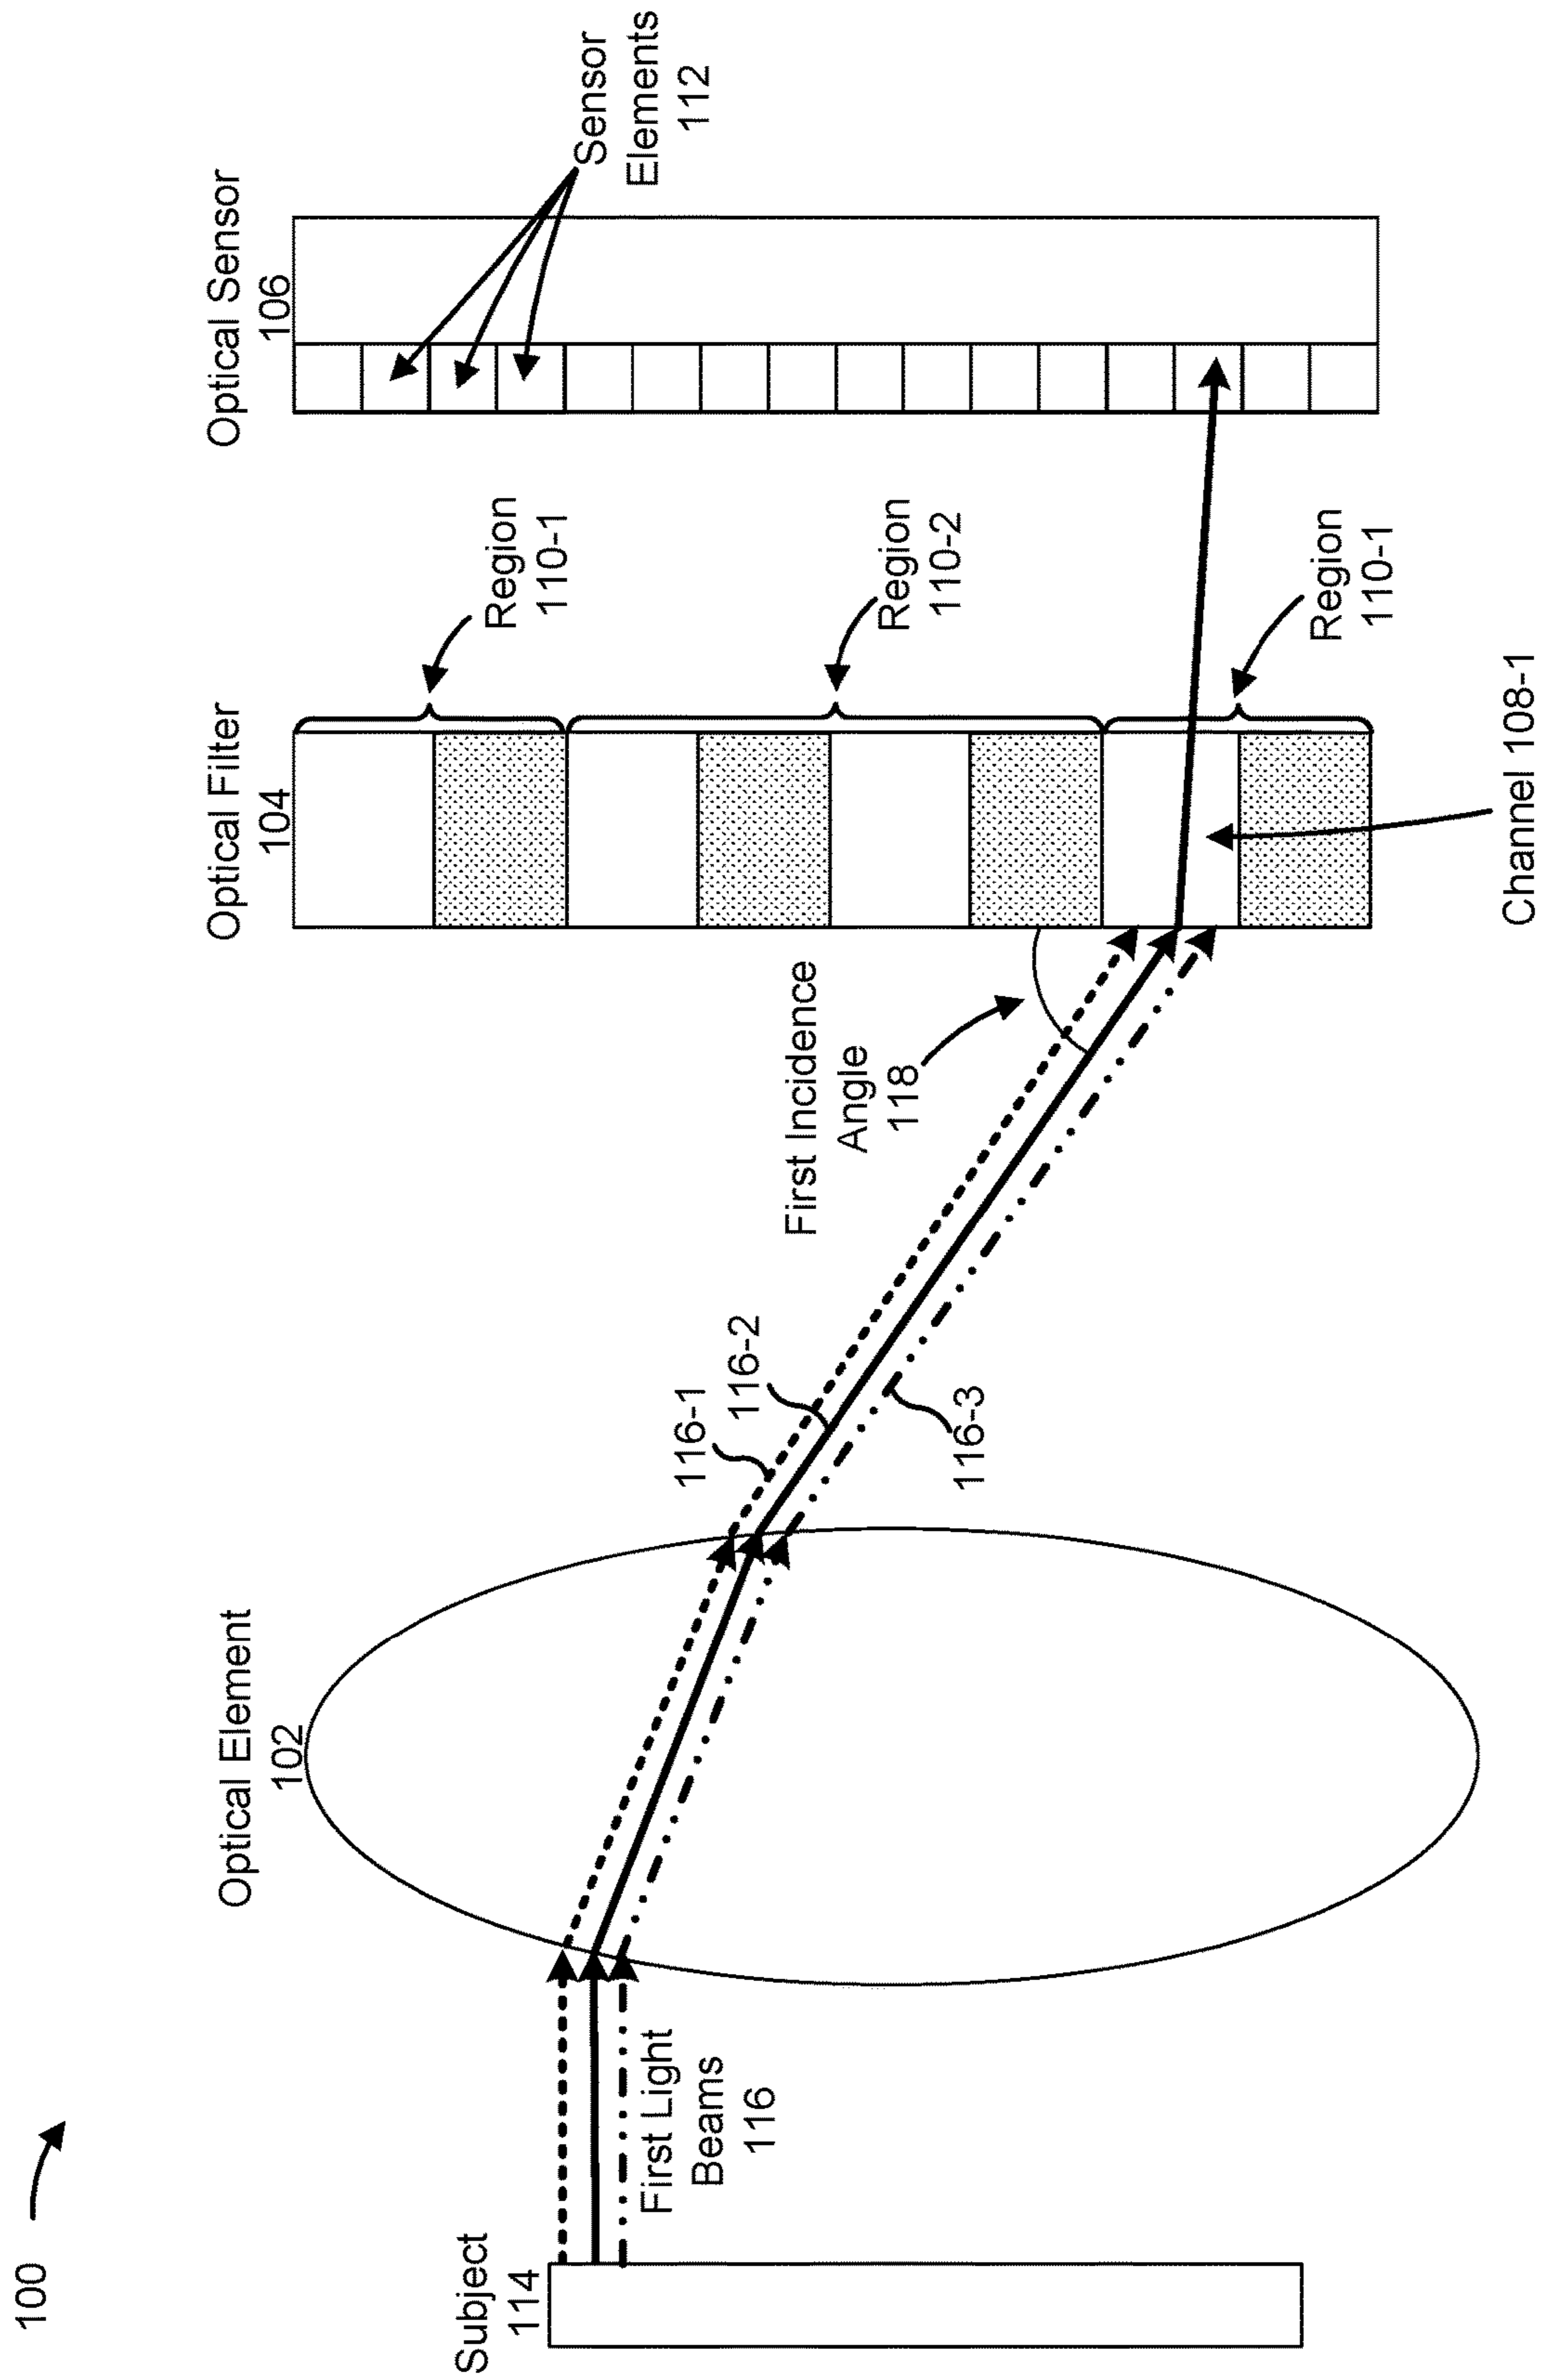 100
Optical Element
102
Optical Filter
104
Optical Sensor
106
Sensor
Elements
112
Subject
114
First Light
Beams
116
116-1
116-2
116-3
First Incidence
Angle
118
Region
110-1
Region
110-2
Region
110-1
Channel 108-1